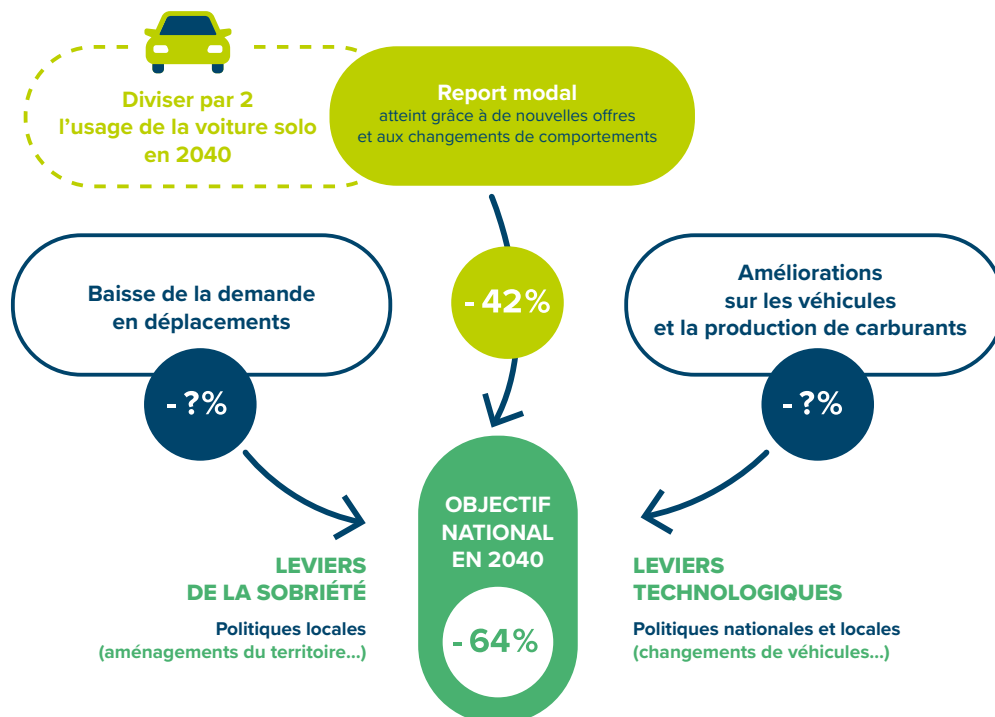 Diviser par 2
l'usage de la voiture solo
en 2040
Report modal
atteint grâce à de nouvelles offres
et aux changements de comportements
Baisse de la demande
en déplacements
- ?%
- 42%
Améliorations
sur les véhicules
et la production de carburants
- ?%
OBJECTIF
NATIONAL
EN 2040
- 64%
LEVIERS
DE LA SOBRIÉTÉ
Politiques locales
(aménagements du territoire...)
LEVIERS
TECHNOLOGIQUES
Politiques nationales et locales
(changements de véhicules...)